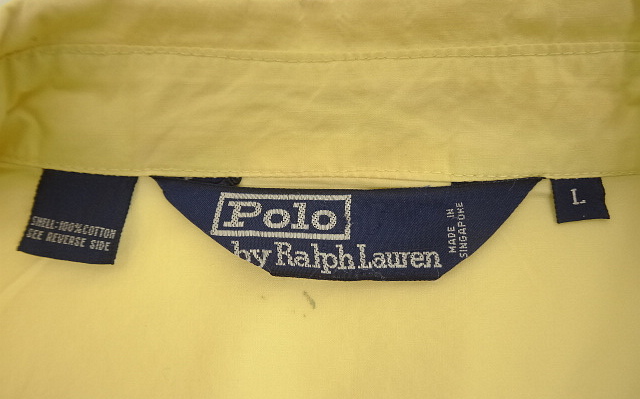 SHELL: 100% COTTON
SEE REVERSE SIDE
Polo
by Ralph Lauren
MADE IN
SINGAPORE
L